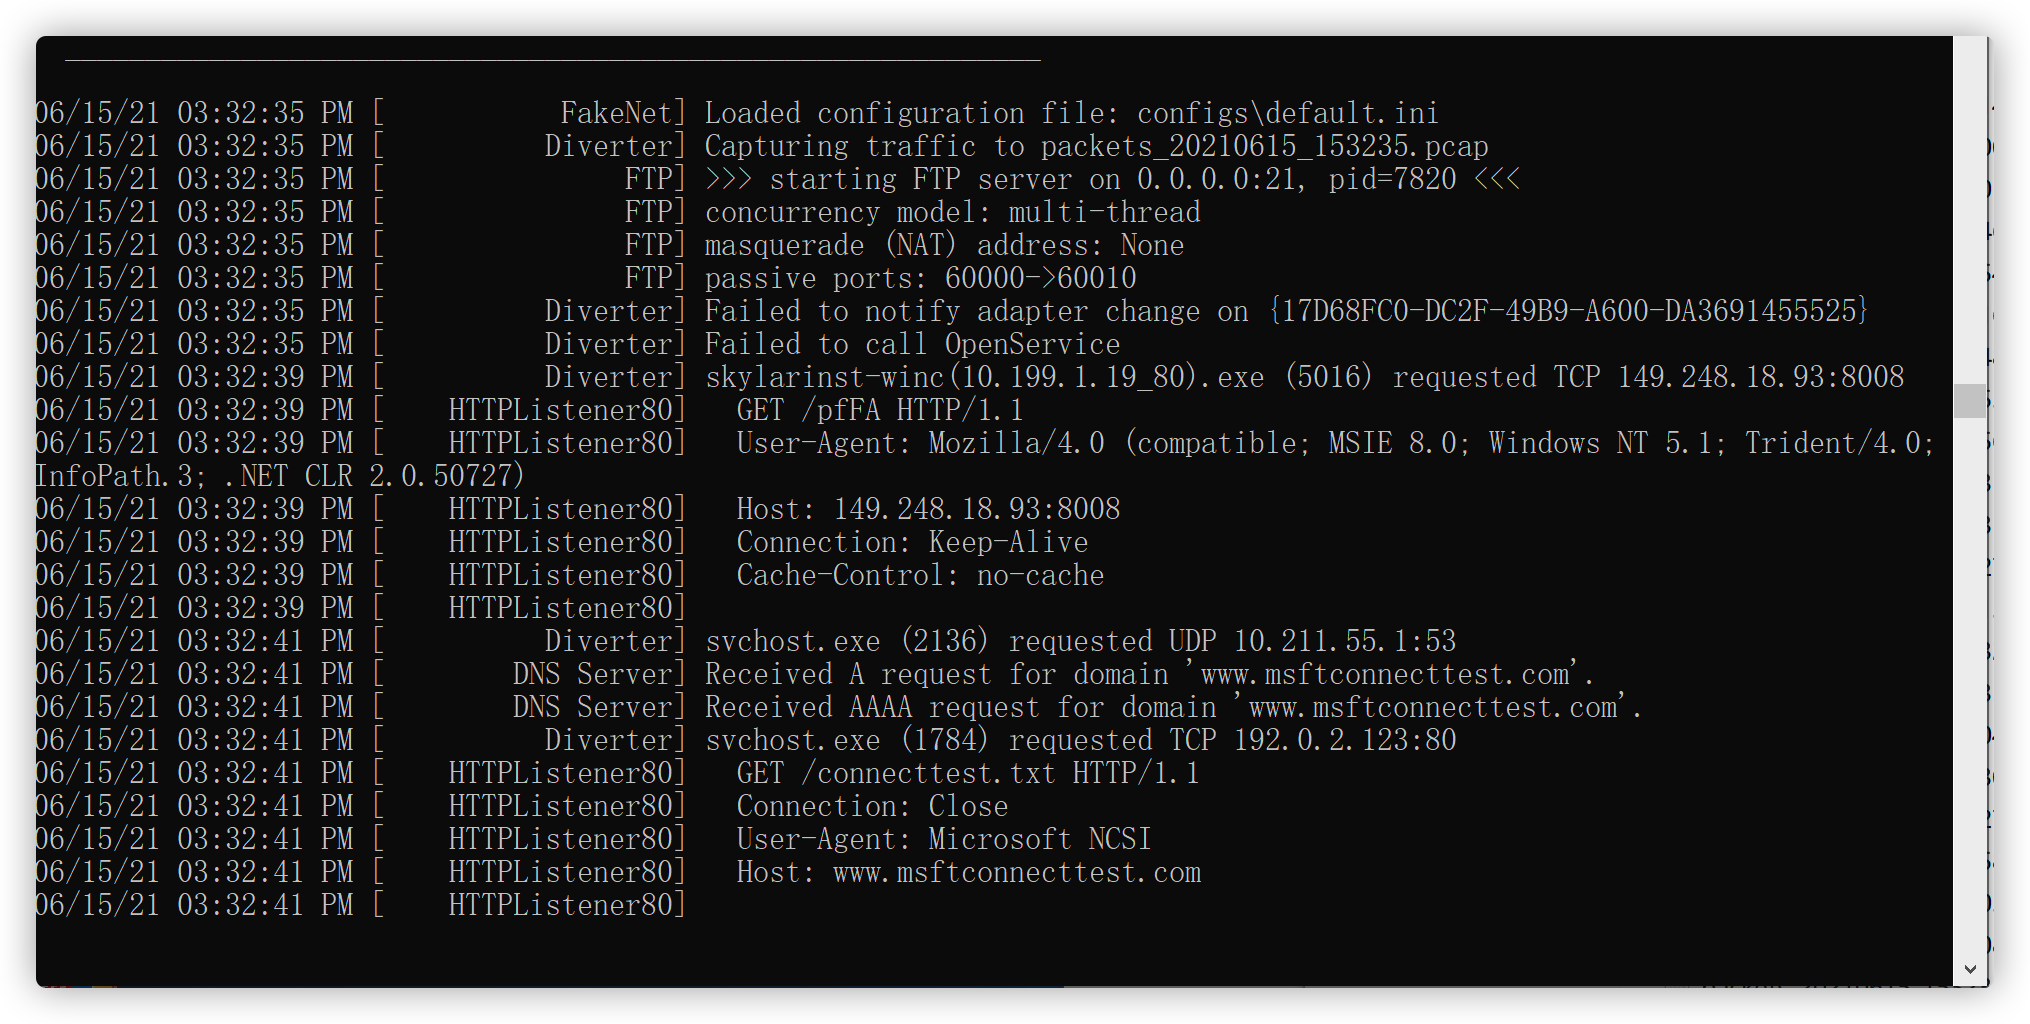 06/15/21 03:32:35 PM [           FakeNet] Loaded configuration file: configs\default.ini
06/15/21 03:32:35 PM [          Diverter] Capturing traffic to packets_20210615_153235.pcap
06/15/21 03:32:35 PM [               FTP] >>> starting FTP server on 0.0.0.0:21, pid=7820 <<<
06/15/21 03:32:35 PM [               FTP] concurrency model: multi-thread
06/15/21 03:32:35 PM [               FTP] masquerade (NAT) address: None
06/15/21 03:32:35 PM [               FTP] passive ports: 60000->60010
06/15/21 03:32:35 PM [          Diverter] Failed to notify adapter change on {17D68FC0-DC2F-49B9-A600-DA3691455525}
06/15/21 03:32:35 PM [          Diverter] Failed to call OpenService
06/15/21 03:32:39 PM [          Diverter] skylarinst-winc(10.199.1.19_80).exe (5016) requested TCP 149.248.18.93:8008
06/15/21 03:32:39 PM [    HTTPListener80]   GET /pfFA HTTP/1.1
06/15/21 03:32:39 PM [    HTTPListener80]   User-Agent: Mozilla/4.0 (compatible; MSIE 8.0; Windows NT 5.1; Trident/4.0;
InfoPath.3; .NET CLR 2.0.50727)
06/15/21 03:32:39 PM [    HTTPListener80]   Host: 149.248.18.93:8008
06/15/21 03:32:39 PM [    HTTPListener80]   Connection: Keep-Alive
06/15/21 03:32:39 PM [    HTTPListener80]   Cache-Control: no-cache
06/15/21 03:32:39 PM [    HTTPListener80]
06/15/21 03:32:41 PM [          Diverter] svchost.exe (2136) requested UDP 10.211.55.1:53
06/15/21 03:32:41 PM [        DNS Server] Received A request for domain 'www.msftconnecttest.com'.
06/15/21 03:32:41 PM [        DNS Server] Received AAAA request for domain 'www.msftconnecttest.com'.
06/15/21 03:32:41 PM [          Diverter] svchost.exe (1784) requested TCP 192.0.2.123:80
06/15/21 03:32:41 PM [    HTTPListener80]   GET /connecttest.txt HTTP/1.1
06/15/21 03:32:41 PM [    HTTPListener80]   Connection: Close
06/15/21 03:32:41 PM [    HTTPListener80]   User-Agent: Microsoft NCSI
06/15/21 03:32:41 PM [    HTTPListener80]   Host: www.msftconnecttest.com
06/15/21 03:32:41 PM [    HTTPListener80]